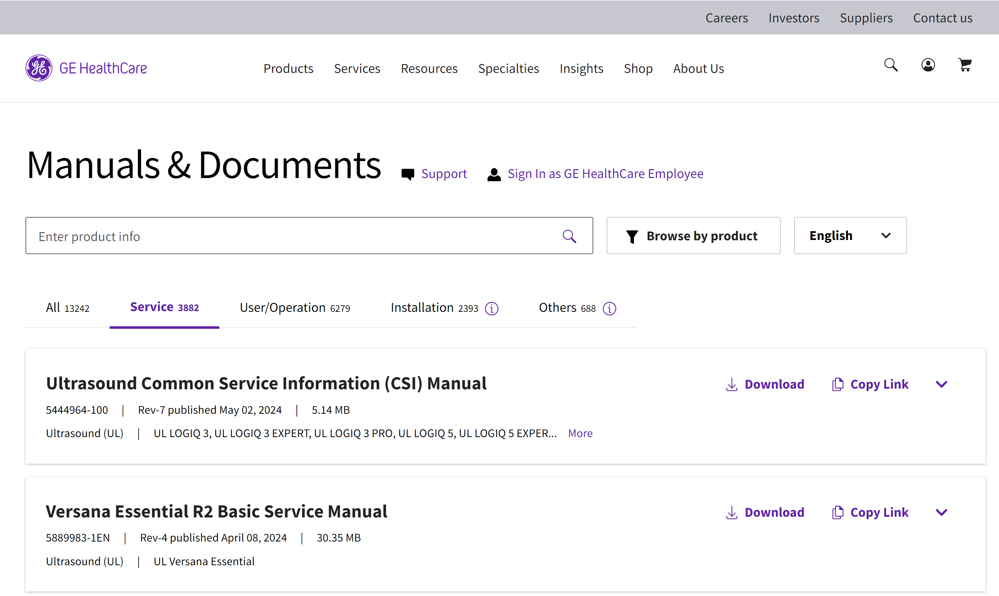 Careers Investors Suppliers Contact us
GE HealthCare Products Services Resources Specialties Insights Shop About Us
Manuals & Documents Support Sign In as GE HealthCare Employee
Enter product info Browse by product English
All 13242 Service 3882 User/Operation 6279 Installation 2393 Others 688
Ultrasound Common Service Information (CSI) Manual Download Copy Link
5444964-100 | Rev-7 published May 02, 2024 | 5.14 MB
Ultrasound (UL) | UL LOGIQ 3, UL LOGIQ 3 EXPERT, UL LOGIQ 3 PRO, UL LOGIQ 5, UL LOGIQ 5 EXPER... More
Versana Essential R2 Basic Service Manual Download Copy Link
5889983-1EN | Rev-4 published April 08, 2024 | 30.35 MB
Ultrasound (UL) | UL Versana Essential